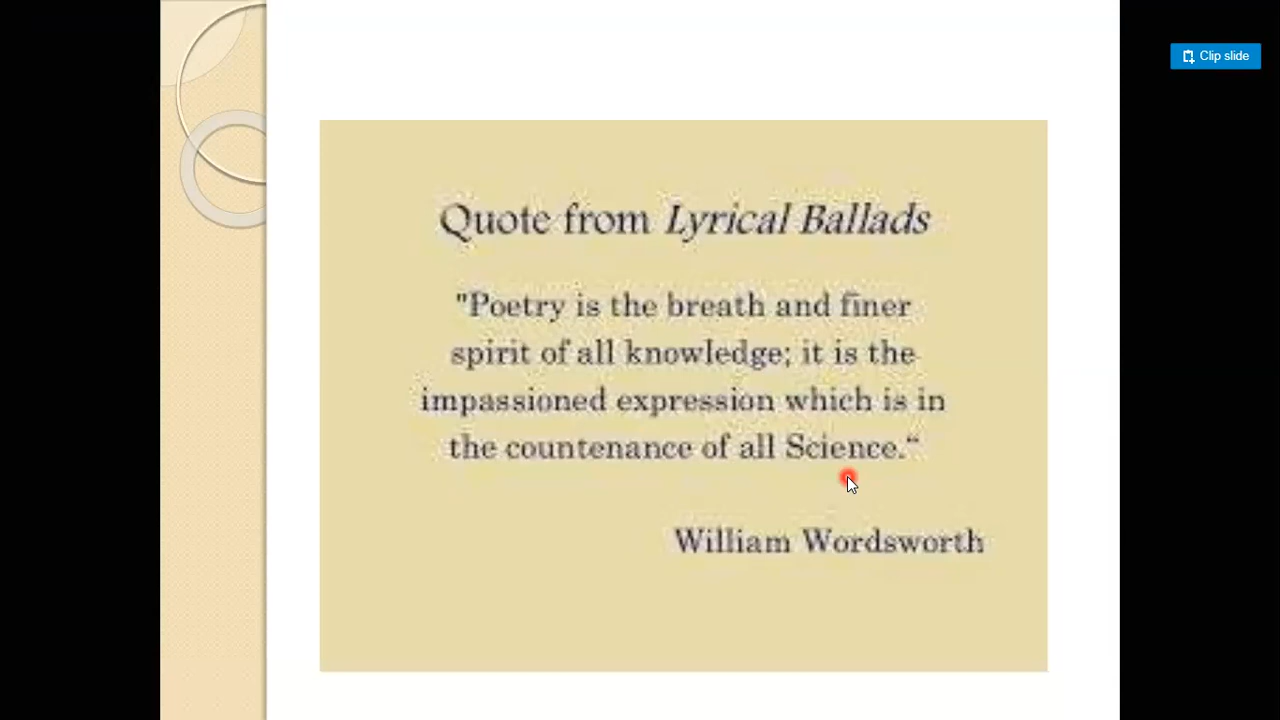 Clip slide
Quote from Lyrical Ballads
"Poetry is the breath and finer
spirit of all knowledge; it is the
impassioned expression which is in
the countenance of all Science.“
William Wordsworth